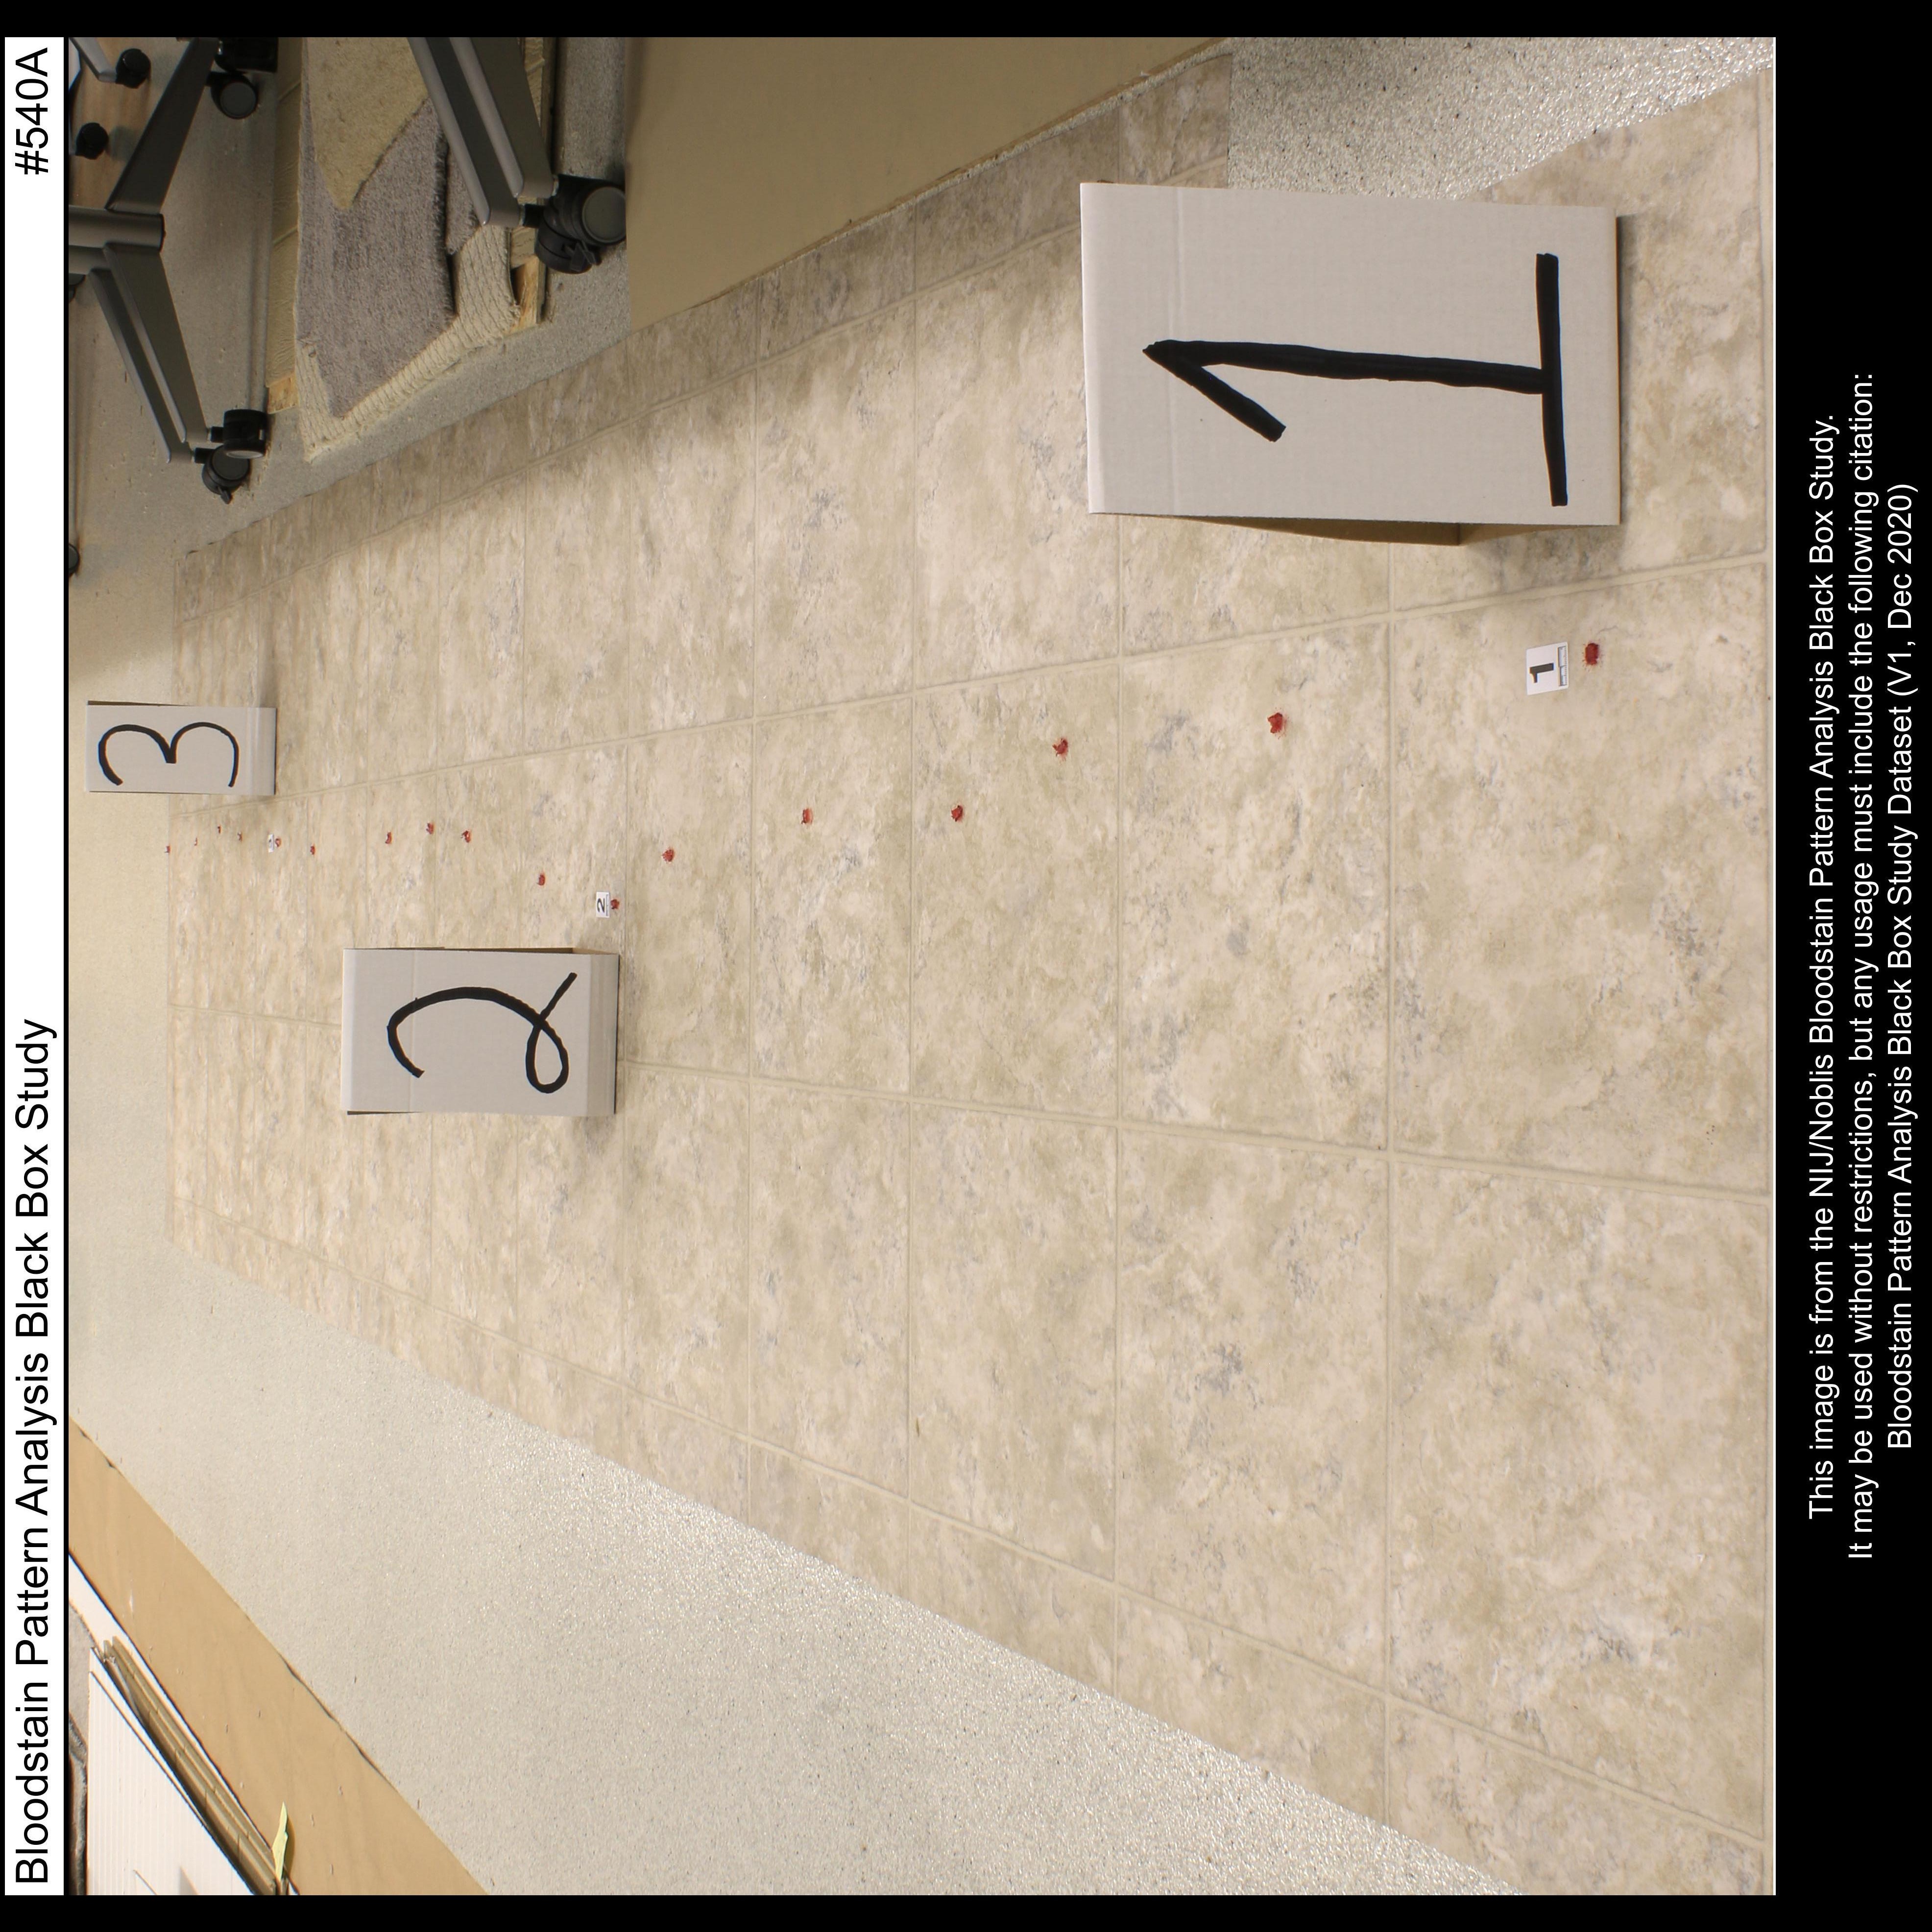 Bloodstain Pattern Analysis Black Box Study #540A
3
2
1
2
1
This image is from the NIJ/Noblis Bloodstain Pattern Analysis Black Box Study.
It may be used without restrictions, but any usage must include the following citation:
Bloodstain Pattern Analysis Black Box Study Dataset (V1, Dec 2020)